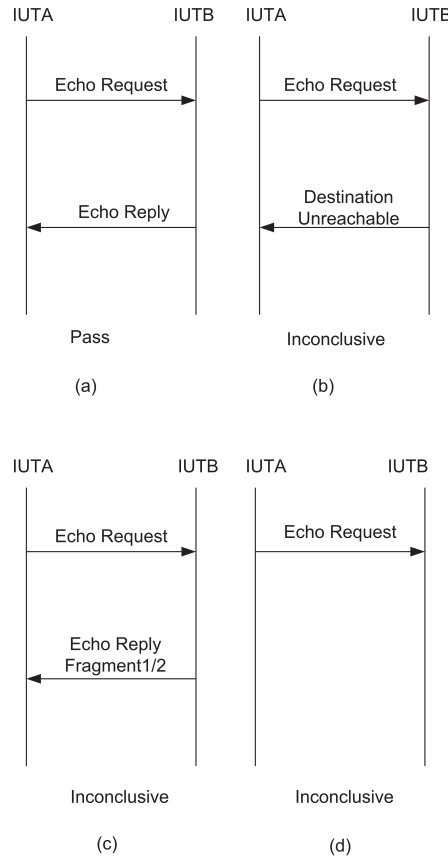 IUTA IUTB IUTA IUTB
Echo Request Echo Request
Echo Reply
Destination
Unreachable
Pass Inconclusive
(a) (b)
IUTA IUTB IUTA IUTB
Echo Request Echo Request
Echo Reply
Fragment1/2
Inconclusive Inconclusive
(c) (d)